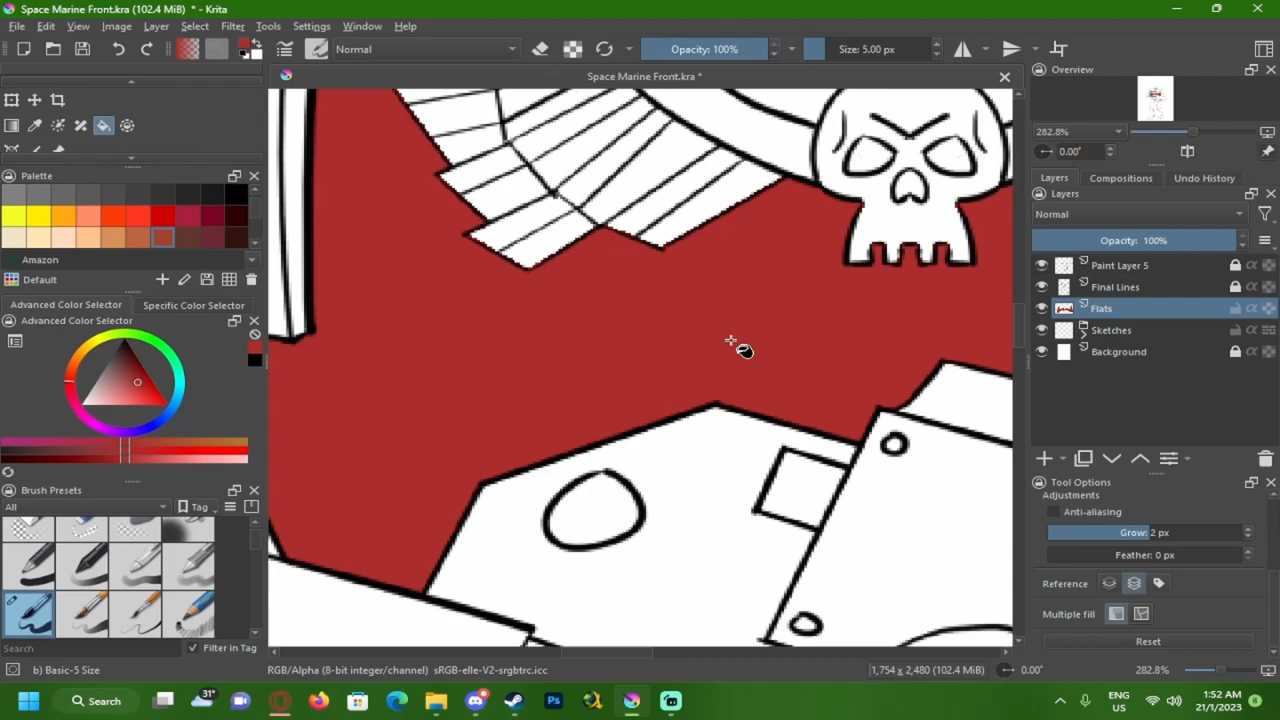 Space Marine Front.kra (102.4 MiB) * - Krita
File Edit View Image Layer Select Filter Tools Settings Window Help
Normal Opacity: 100% Size: 5.00 px
Space Marine Front.kra *
Overview
282.8%
0.00°
Palette
Amazon
Default
Advanced Color Selector Specific Color Selector
Advanced Color Selector
Brush Presets
All Tag
Search Filter in Tag
Layers Compositions Undo History
Layers
Normal
Opacity: 100%
Paint Layer 5
Final Lines
Flats
Sketches
Background
Tool Options
Adjustments
Anti-aliasing
Grow: 2 px
Feather: 0 px
Reference
Multiple fill
Reset
b) Basic-5 Size RGB/Alpha (8-bit integer/channel) sRGB-elle-V2-srgbtrc.icc 1,754 x 2,480 (102.4 MiB) 0.00° 282.8%
Search 31° Ps ENG US 1:52 AM 21/1/2023 8